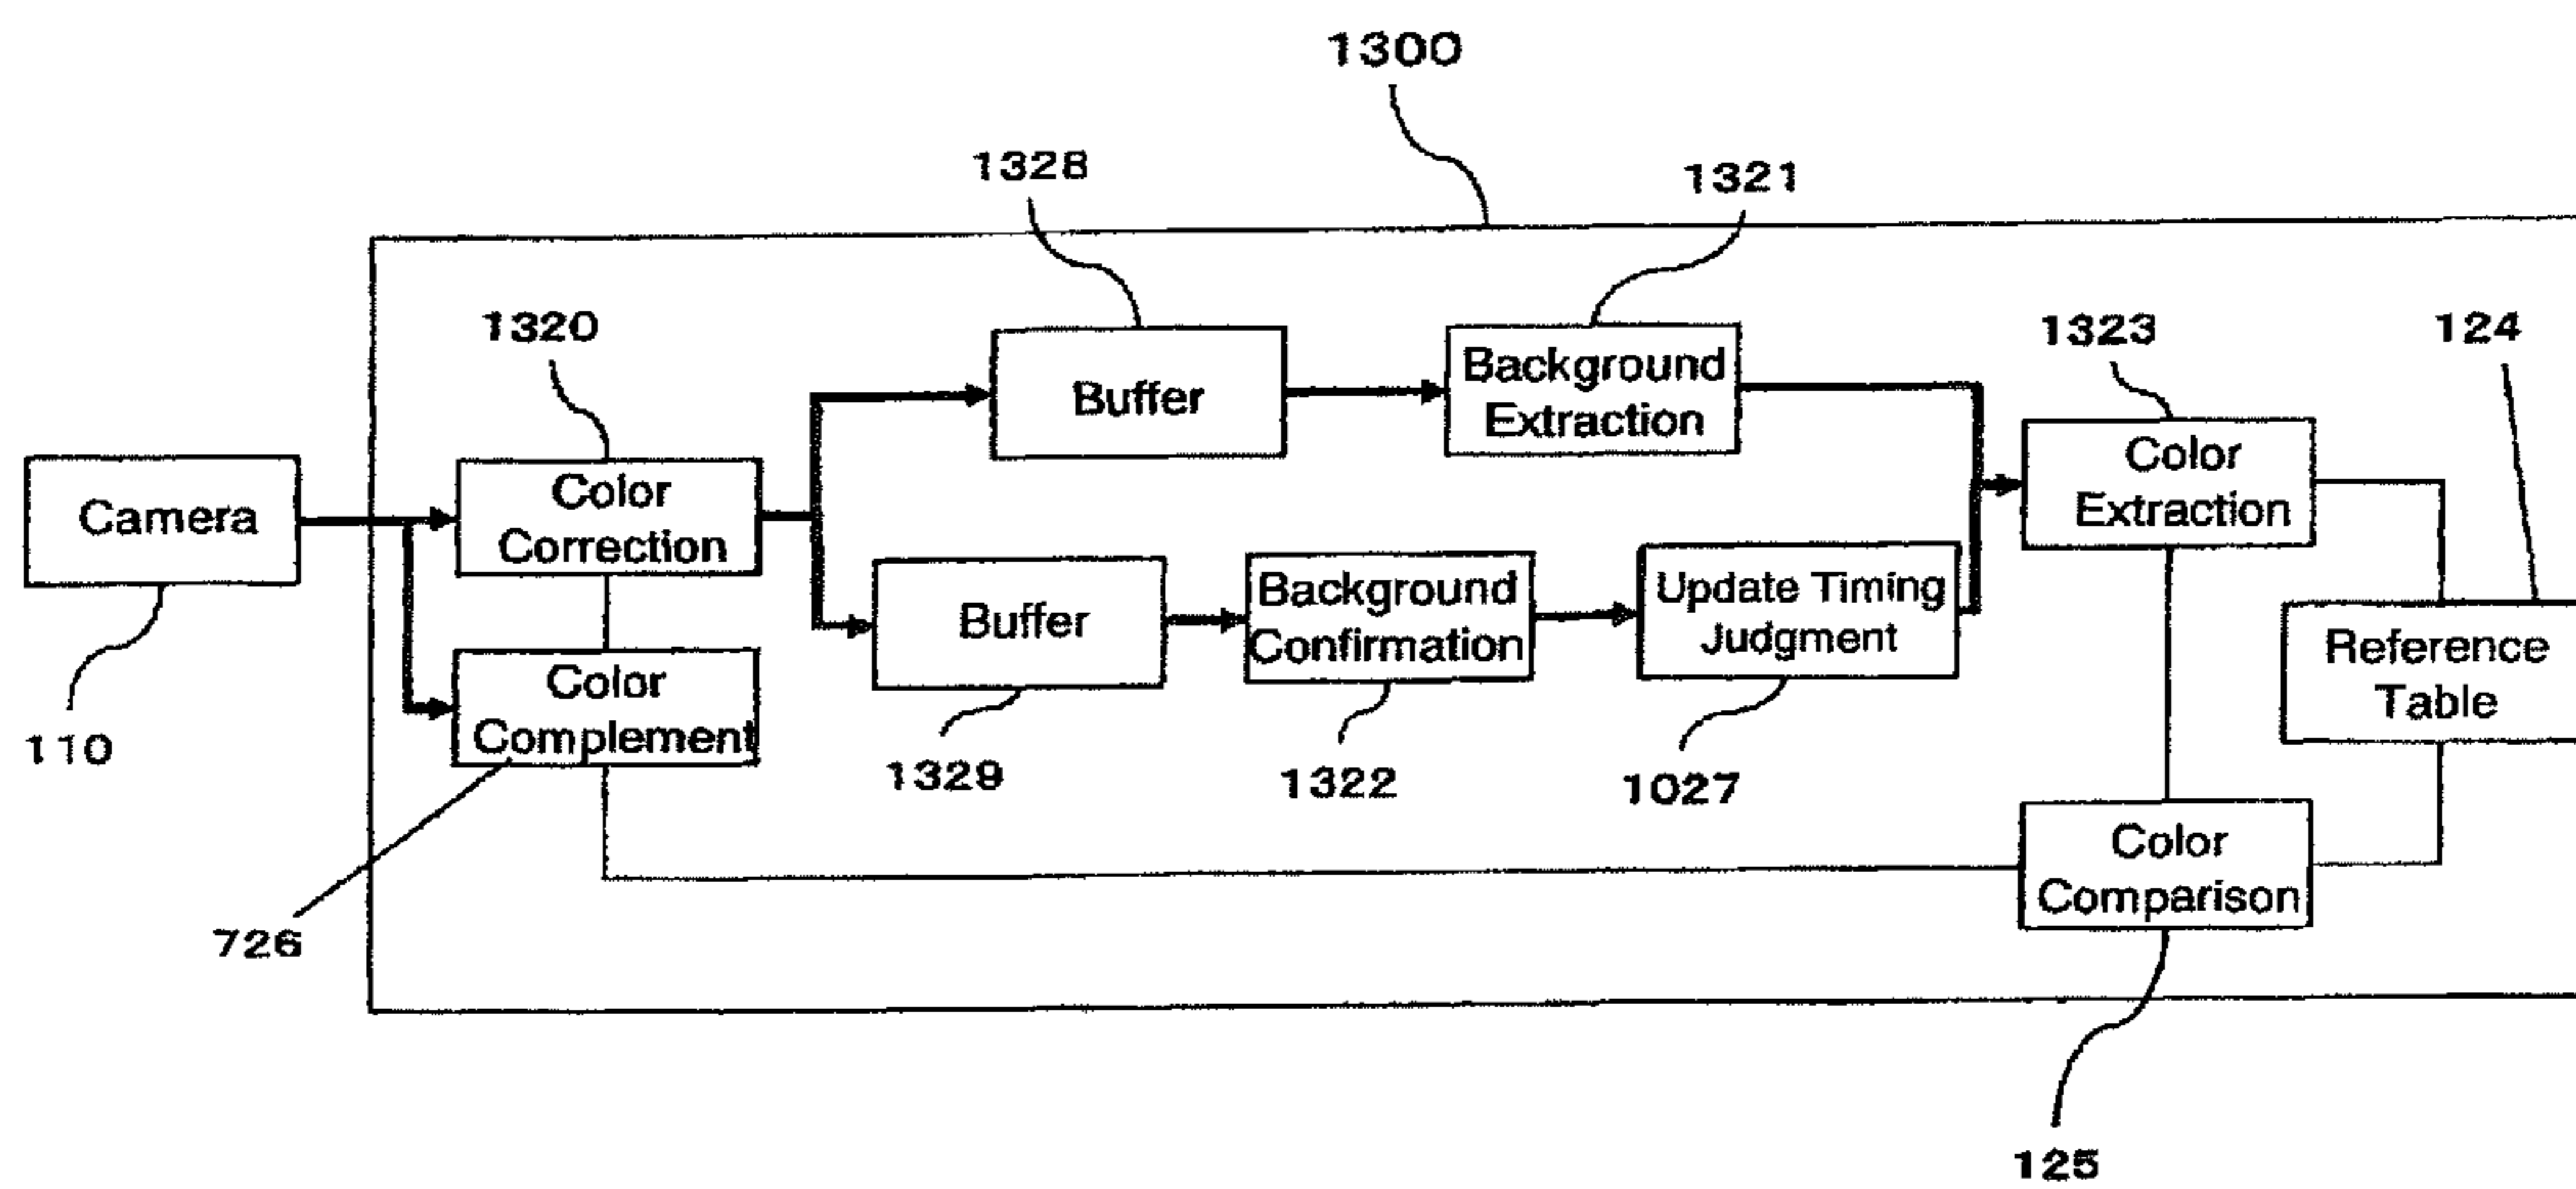 1300
1328
1321
1320
1323
124
Buffer
Background
Extraction
Color
Extraction
Camera
Color
Correction
Buffer
Background
Confirmation
Update Timing
Judgment
Reference
Table
Color
Complement
110
1329
1322
1027
Color
Comparison
726
125